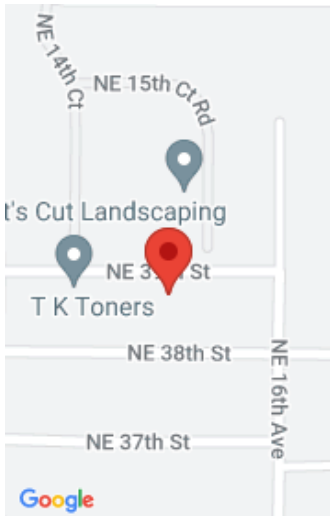 NE 14th Ct
NE 15th Ct Rd
t's Cut Landscaping
NE 3 St
T K Toners
NE 38th St
NE 16th Ave
NE 37th St
Google